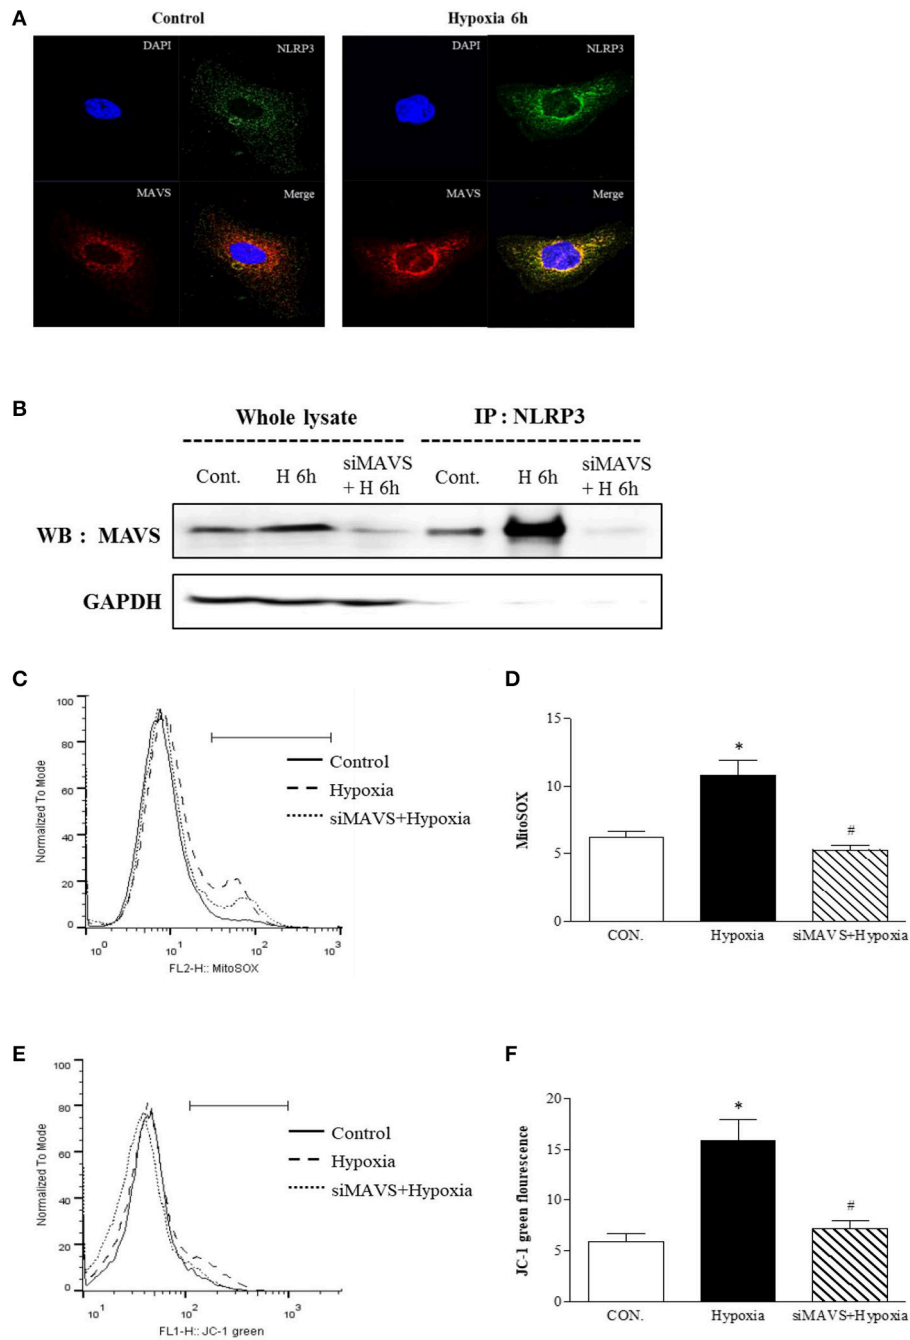 A
Control
Hypoxia 6h
DAPI
NLRP3
DAPI
NLRP3
MAVS
Merge
MAVS
Merge
B
Whole lysate
IP : NLRP3
Cont.
H 6h
siMAVS
+ H 6h
Cont.
H 6h
siMAVS
+ H 6h
WB : MAVS
GAPDH
C
100
80
60
40
20
0
Normalized To Mode
10^0
10^1
10^2
10^3
FL2-H:: MitoSOX
Control
Hypoxia
siMAVS+Hypoxia
D
15
10
5
0
MitoSOX
*
#
CON.
Hypoxia
siMAVS+Hypoxia
E
100
80
60
40
20
0
Normalized To Mode
10^1
10^2
10^3
FL1-H:: JC-1 green
Control
Hypoxia
siMAVS+Hypoxia
F
20
15
10
5
0
JC-1 green flourescence
*
#
CON.
Hypoxia
siMAVS+Hypoxia